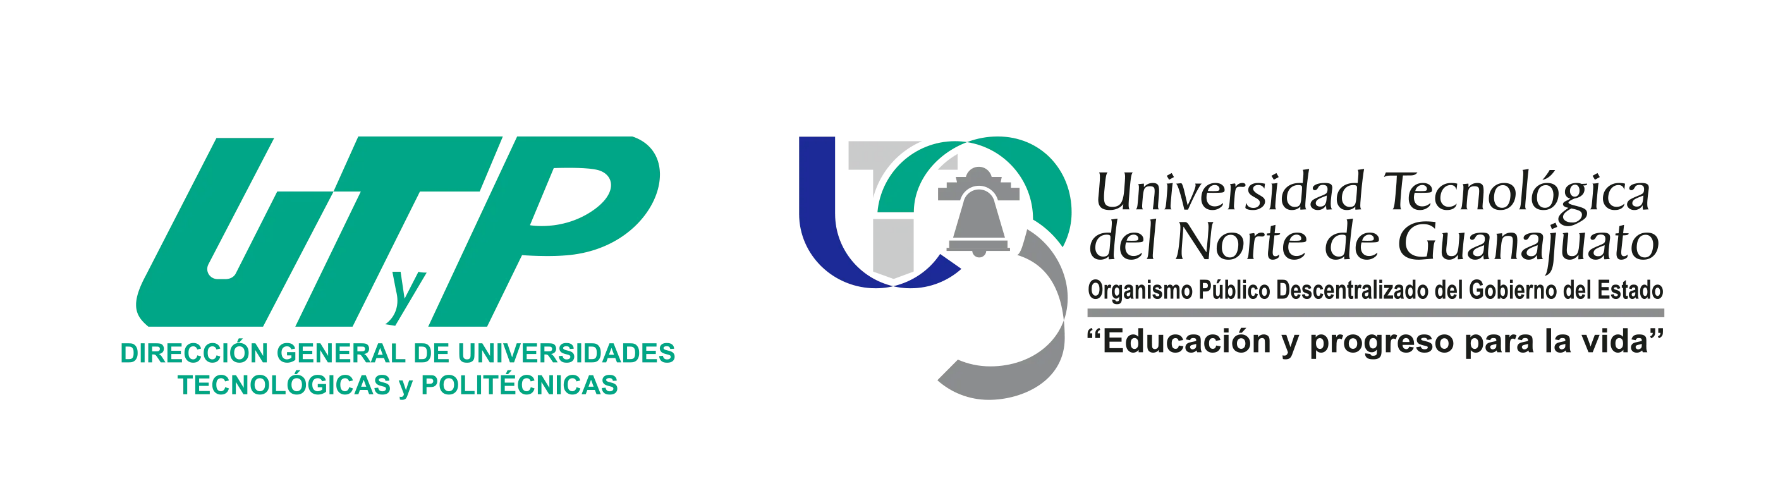 UTyP
DIRECCIÓN GENERAL DE UNIVERSIDADES
TECNOLÓGICAS y POLITÉCNICAS
Universidad Tecnológica
del Norte de Guanajuato
Organismo Público Descentralizado del Gobierno del Estado
“Educación y progreso para la vida”